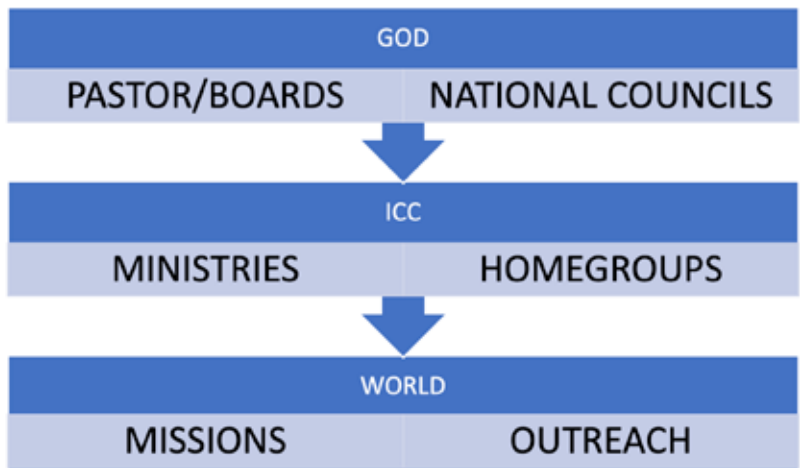 GOD
PASTOR/BOARDS NATIONAL COUNCILS
ICC
MINISTRIES HOMEGROUPS
WORLD
MISSIONS OUTREACH